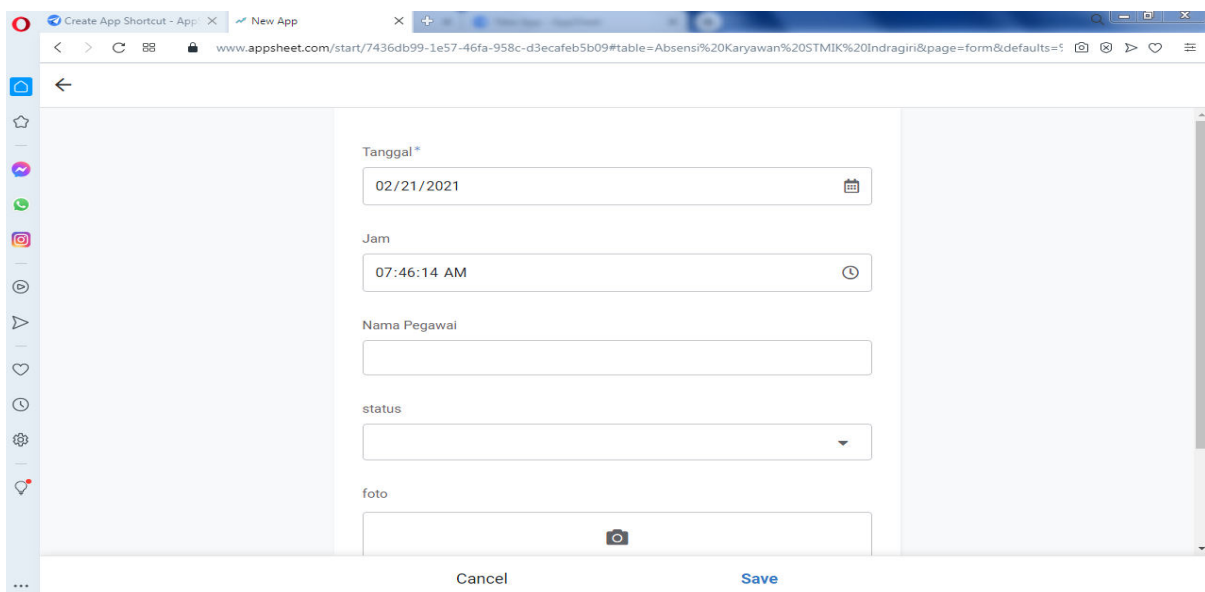 Create App Shortcut - App
New App
www.appsheet.com/start/7436db99-1e57-46fa-958c-d3ecafeb5b09#table=Absensi%20Karyawan%20STMIK%20Indragiri&page=form&defaults=
Tanggal*
02/21/2021
Jam
07:46:14 AM
Nama Pegawai
status
foto
Cancel Save